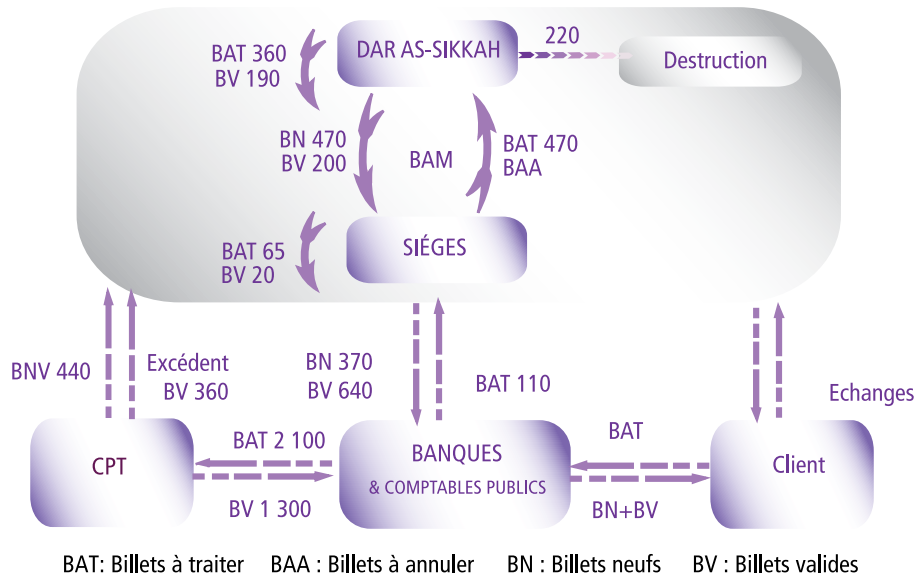 BAT 360
BV 190
DAR AS-SIKKAH
220
Destruction
BN 470
BV 200
BAM
BAT 470
BAA
BAT 65
BV 20
SIÉGES
BNV 440
Excédent
BV 360
BN 370
BV 640
BAT 110
Echanges
CPT
BAT 2 100
BV 1 300
BANQUES
& COMPTABLES PUBLICS
BAT
BN+BV
Client
BAT: Billets à traiter BAA : Billets à annuler BN : Billets neufs BV : Billets valides